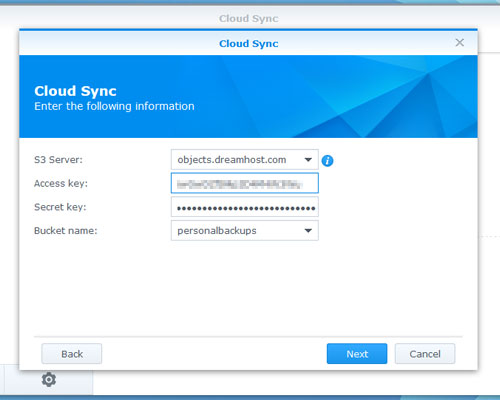 Cloud Sync
Cloud Sync
Cloud Sync
Enter the following information
S3 Server: objects.dreamhost.com
Access key:
Secret key: ••••••••••••••••••••••••••
Bucket name: personalbackups
Back Next Cancel